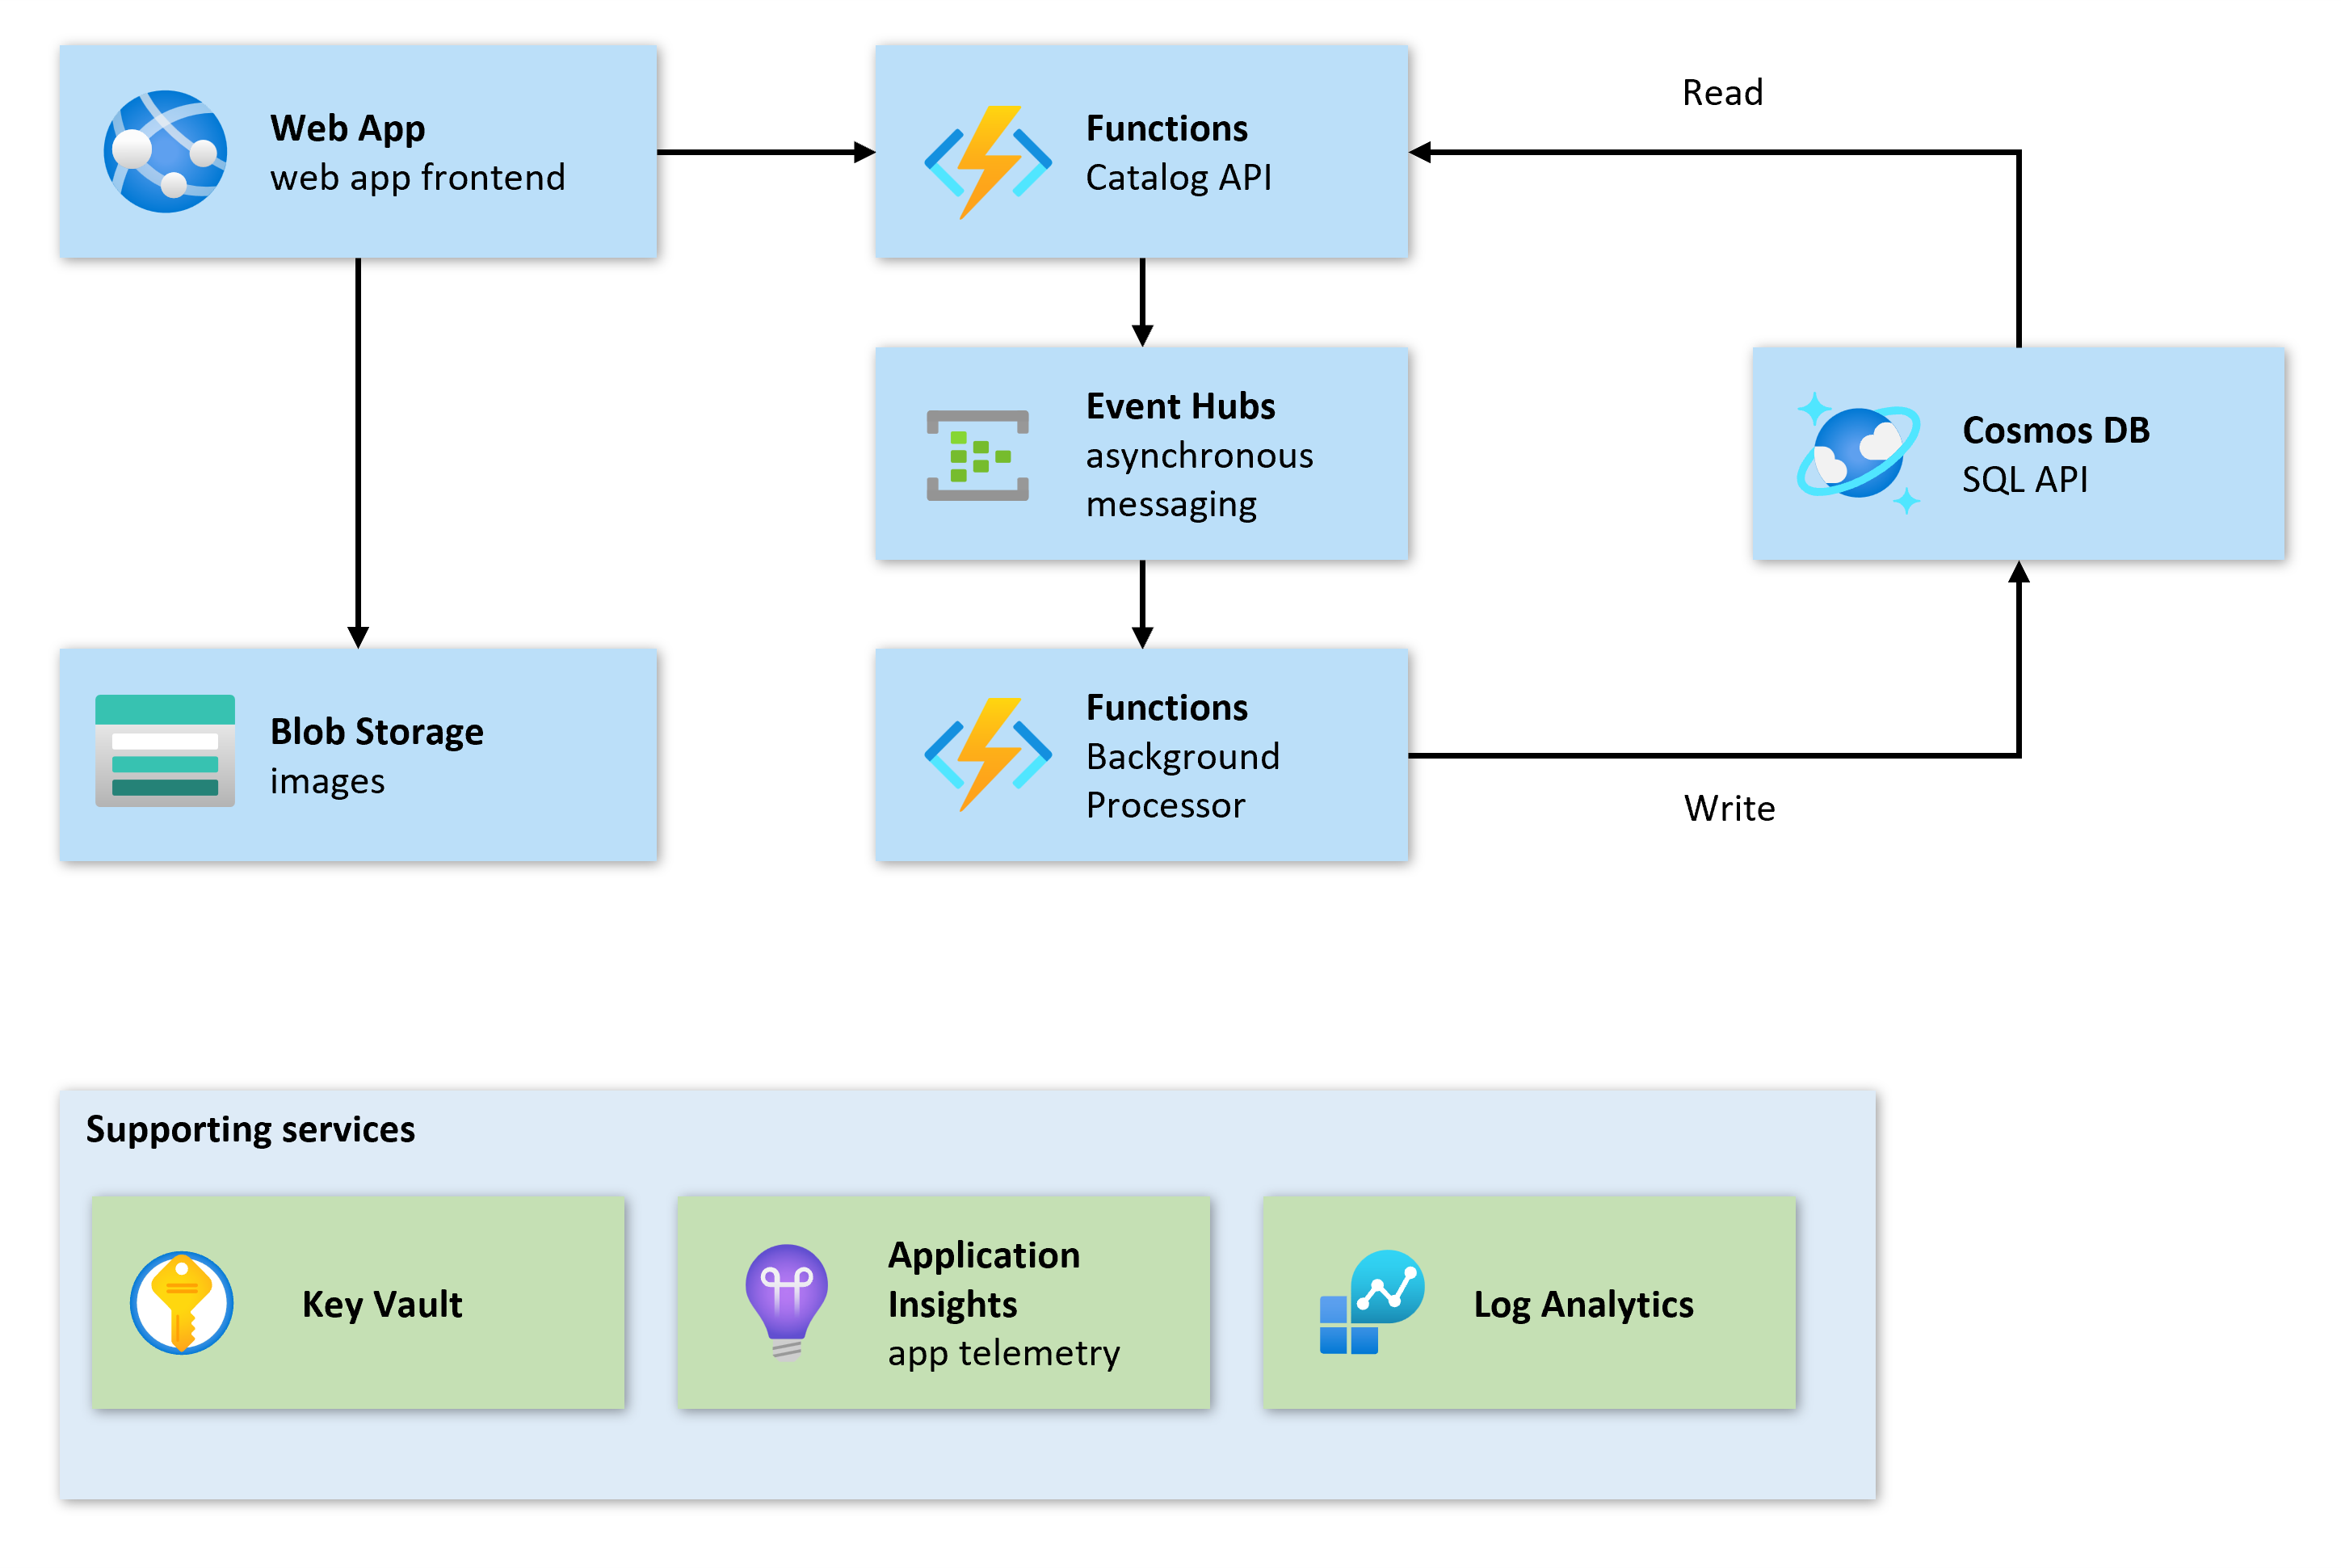 Web App
web app frontend
Functions
Catalog API
Read
Event Hubs
asynchronous
messaging
Cosmos DB
SQL API
Blob Storage
images
Functions
Background
Processor
Write
Supporting services
Key Vault
Application
Insights
app telemetry
Log Analytics